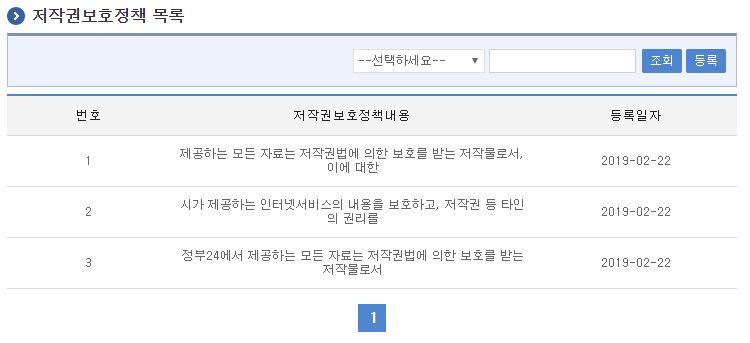 저작권보호정책 목록
--선택하세요-- 조회 등록
번호 저작권보호정책내용 등록일자
1 제공하는 모든 자료는 저작권법에 의한 보호를 받는 저작물로서,
이에 대한 2019-02-22
2 시가 제공하는 인터넷서비스의 내용을 보호하고, 저작권 등 타인
의 권리를 2019-02-22
3 정부24에서 제공하는 모든 자료는 저작권법에 의한 보호를 받는
저작물로서 2019-02-22
1